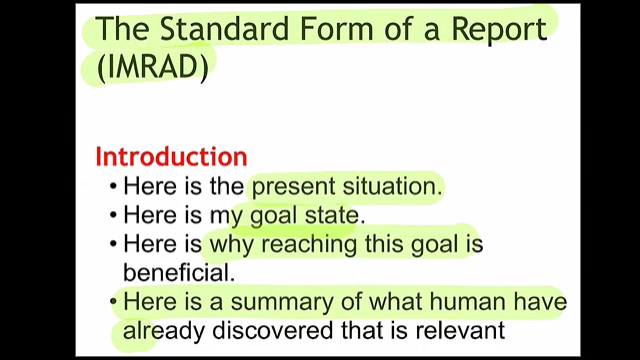 The Standard Form of a Report
(IMRAD)
Introduction
• Here is the present situation.
• Here is my goal state.
• Here is why reaching this goal is
beneficial.
• Here is a summary of what human have
already discovered that is relevant